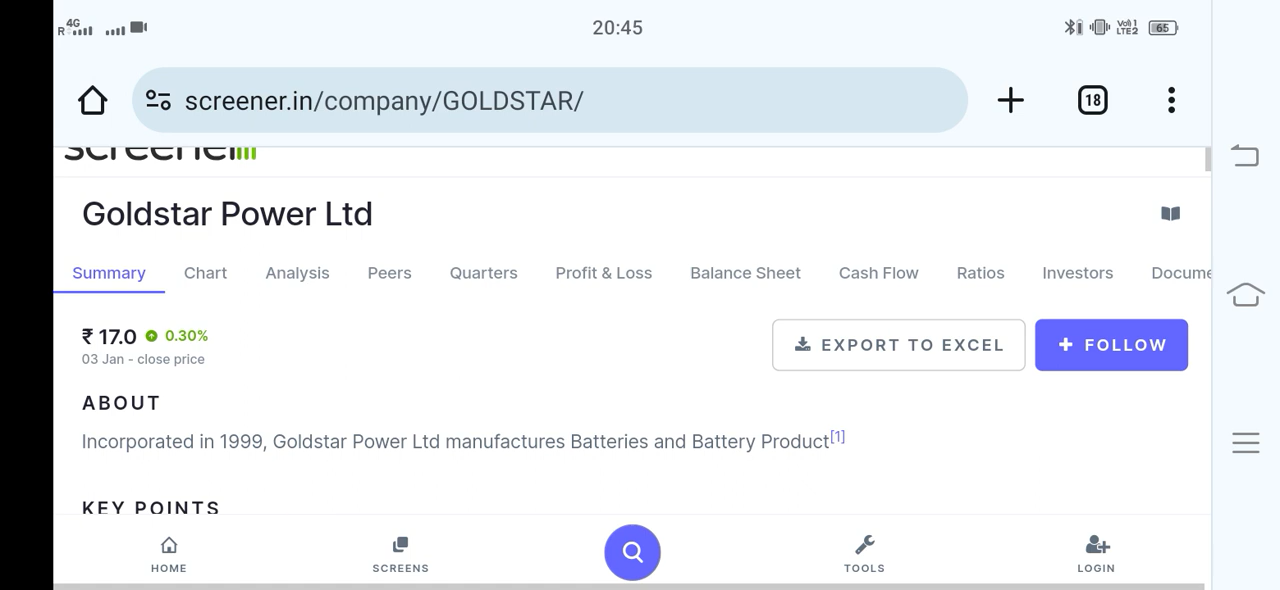 R 4G
20:45
Vo)) 1
LTE2
65
screener.in/company/GOLDSTAR/
18
screener
Goldstar Power Ltd
Summary Chart Analysis Peers Quarters Profit & Loss Balance Sheet Cash Flow Ratios Investors Docume
₹ 17.0 0.30%
03 Jan - close price
EXPORT TO EXCEL
+ FOLLOW
ABOUT
Incorporated in 1999, Goldstar Power Ltd manufactures Batteries and Battery Product[1]
KEY POINTS
HOME SCREENS TOOLS LOGIN